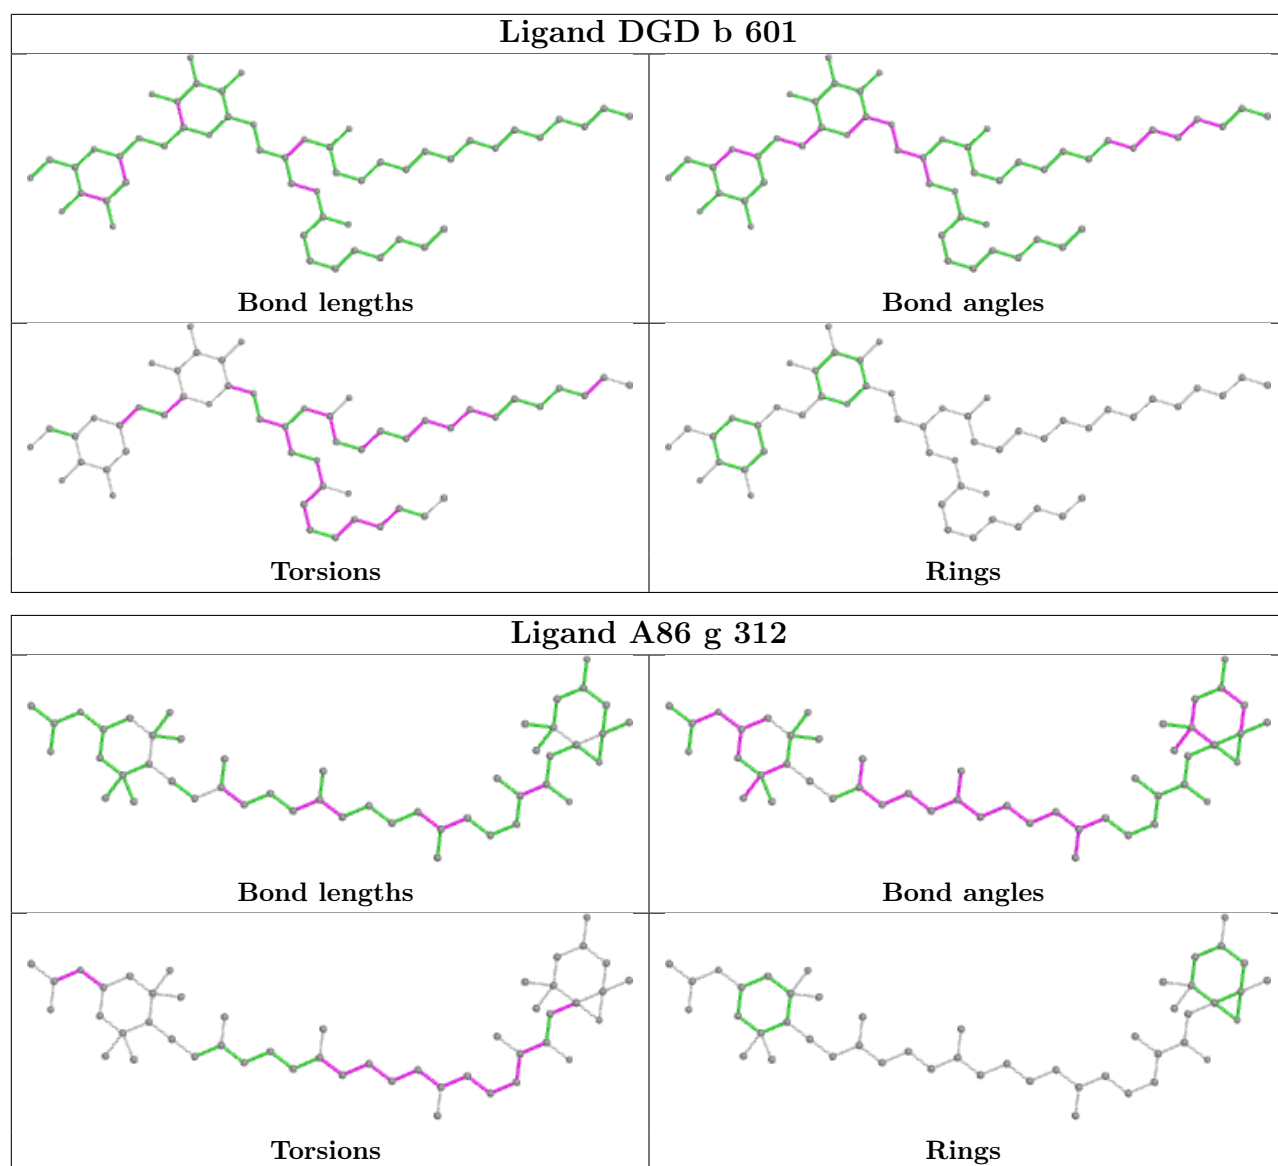 Ligand DGD b 601
Bond lengths
Bond angles
Torsions
Rings
Ligand A86 g 312
Bond lengths
Bond angles
Torsions
Rings